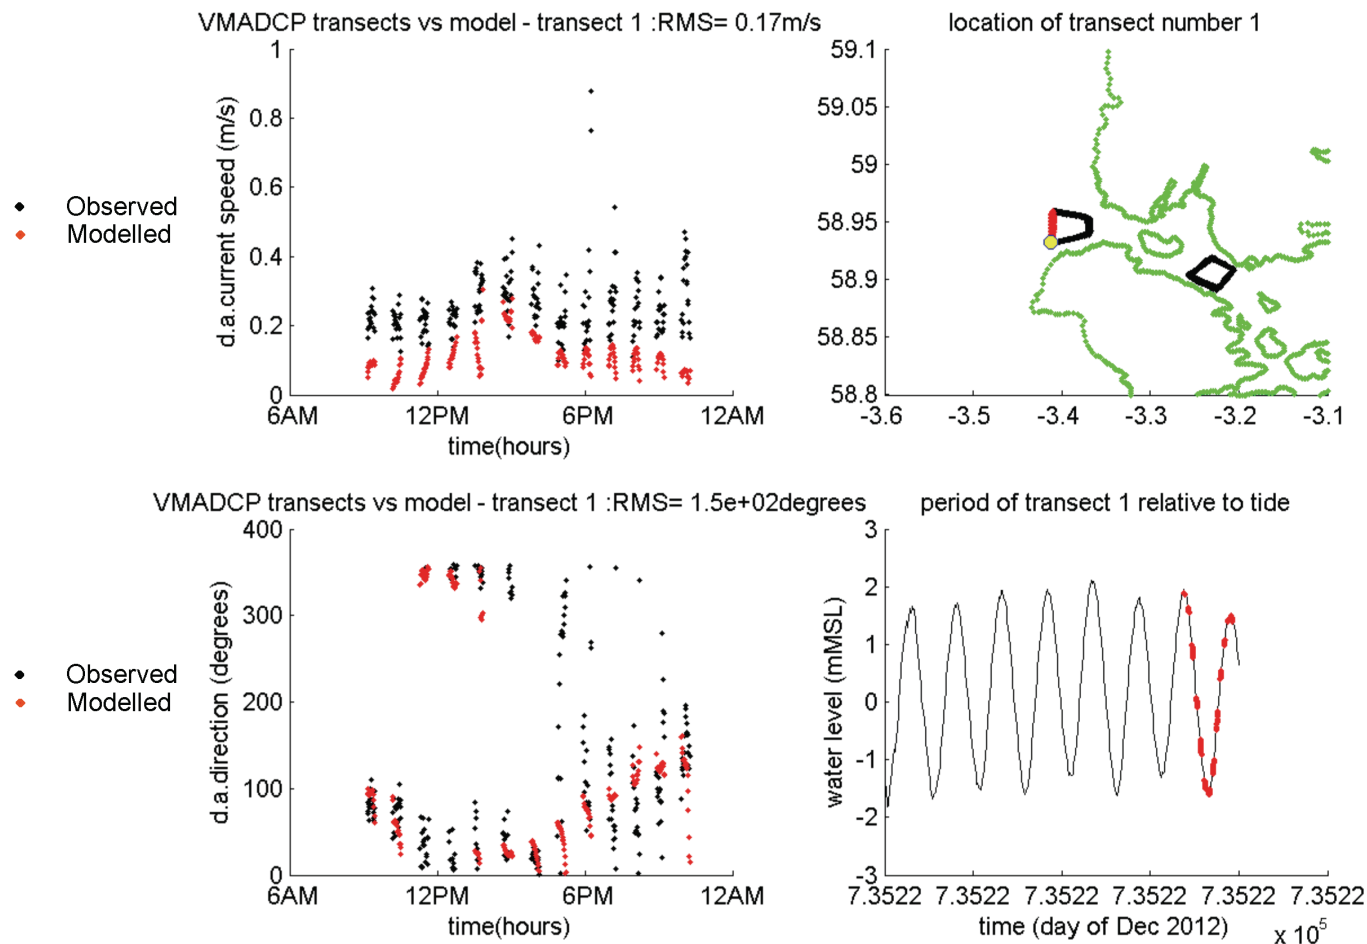 VMADCP transects vs model - transect 1 :RMS= 0.17m/s
1
0.8
0.6
0.4
0.2
0
d.a.current speed (m/s)
6AM 12PM 6PM 12AM
time(hours)
Observed
Modelled
location of transect number 1
59.1
59.05
59
58.95
58.9
58.85
58.8
-3.6 -3.5 -3.4 -3.3 -3.2 -3.1
VMADCP transects vs model - transect 1 :RMS= 1.5e+02degrees
400
300
200
100
0
d.a.direction (degrees)
6AM 12PM 6PM 12AM
time(hours)
Observed
Modelled
period of transect 1 relative to tide
3
2
1
0
-1
-2
-3
water level (mMSL)
7.3522 7.3522 7.3522 7.3522 7.3522 7.3522
time (day of Dec 2012)
x 10⁵